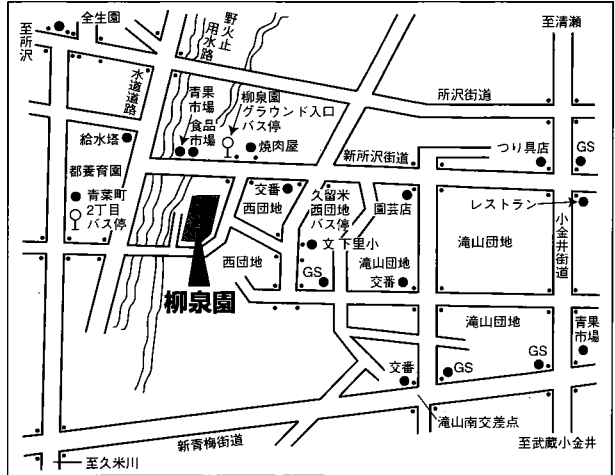 至所沢
全生園
野火止
用水路
水道道路
至清瀬
所沢街道
青果
市場
食品
市場
柳泉園
グラウンド入口
バス停
焼肉屋
給水塔
都養育園
青葉町
2丁目
バス停
新所沢街道
つり具店
GS
交番
西団地
久留米
西団地
バス停
園芸店
レストラン
文 下里小
滝山団地
滝山団地
小金井街道
西団地
GS
交番
柳泉園
滝山団地
青果
市場
交番
GS
GS
滝山南交差点
新青梅街道
至久米川
至武蔵小金井